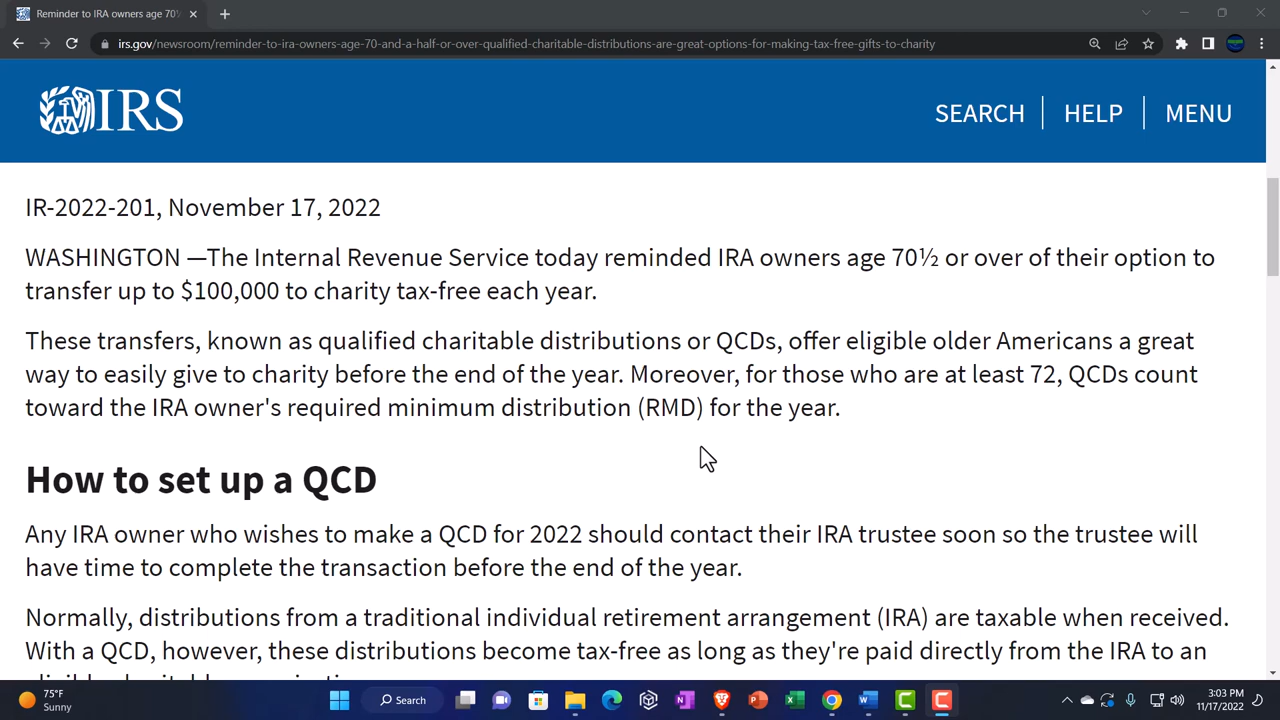 Reminder to IRA owners age 70½
irs.gov/newsroom/reminder-to-ira-owners-age-70-and-a-half-or-over-qualified-charitable-distributions-are-great-options-for-making-tax-free-gifts-to-charity
IRS
SEARCH
HELP
MENU
IR-2022-201, November 17, 2022
WASHINGTON —The Internal Revenue Service today reminded IRA owners age 70½ or over of their option to
transfer up to $100,000 to charity tax-free each year.
These transfers, known as qualified charitable distributions or QCDs, offer eligible older Americans a great
way to easily give to charity before the end of the year. Moreover, for those who are at least 72, QCDs count
toward the IRA owner's required minimum distribution (RMD) for the year.
How to set up a QCD
Any IRA owner who wishes to make a QCD for 2022 should contact their IRA trustee soon so the trustee will
have time to complete the transaction before the end of the year.
Normally, distributions from a traditional individual retirement arrangement (IRA) are taxable when received.
With a QCD, however, these distributions become tax-free as long as they're paid directly from the IRA to an
75°F
Sunny
Search
3:03 PM
11/17/2022